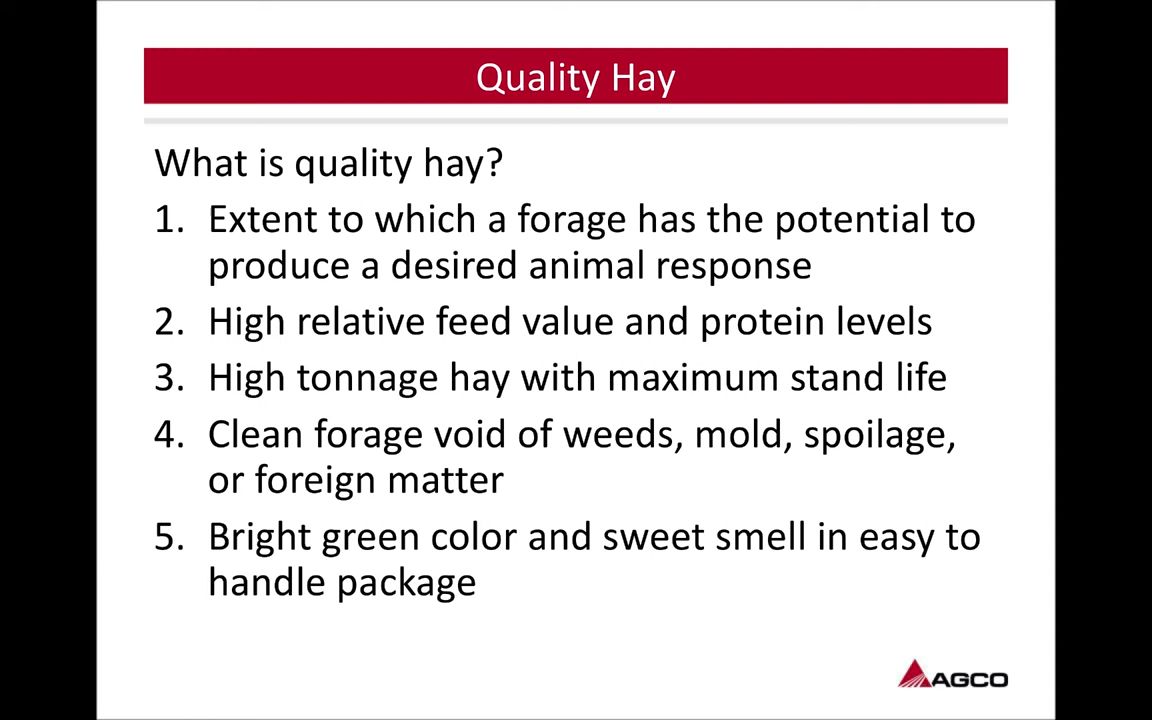 Quality Hay
What is quality hay?
1. Extent to which a forage has the potential to
produce a desired animal response
2. High relative feed value and protein levels
3. High tonnage hay with maximum stand life
4. Clean forage void of weeds, mold, spoilage,
or foreign matter
5. Bright green color and sweet smell in easy to
handle package
AGCO